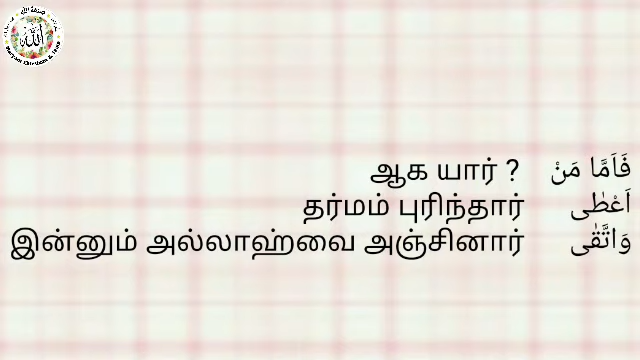 ஆக யார் ? فَاَمَّا مَنْ
தர்மம் புரிந்தார் اَعْطٰى
இன்னும் அல்லாஹ்வை அஞ்சினார் وَاتَّقٰى